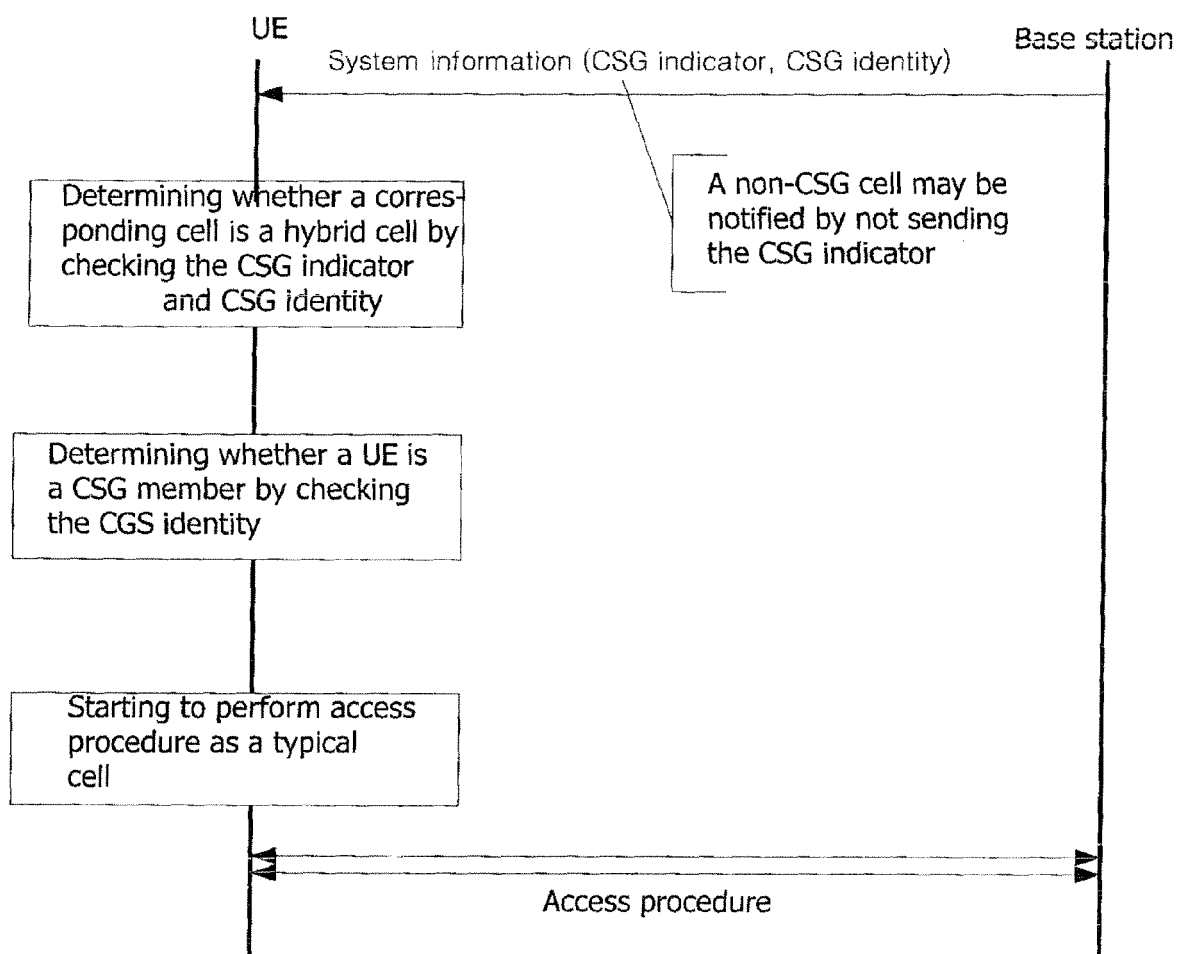 UE
Base station
System information (CSG indicator, CSG identity)
A non-CSG cell may be
notified by not sending
the CSG indicator
Determining whether a corres-
ponding cell is a hybrid cell by
checking the CSG indicator
and CSG identity
Determining whether a UE is
a CSG member by checking
the CGS identity
Starting to perform access
procedure as a typical
cell
Access procedure